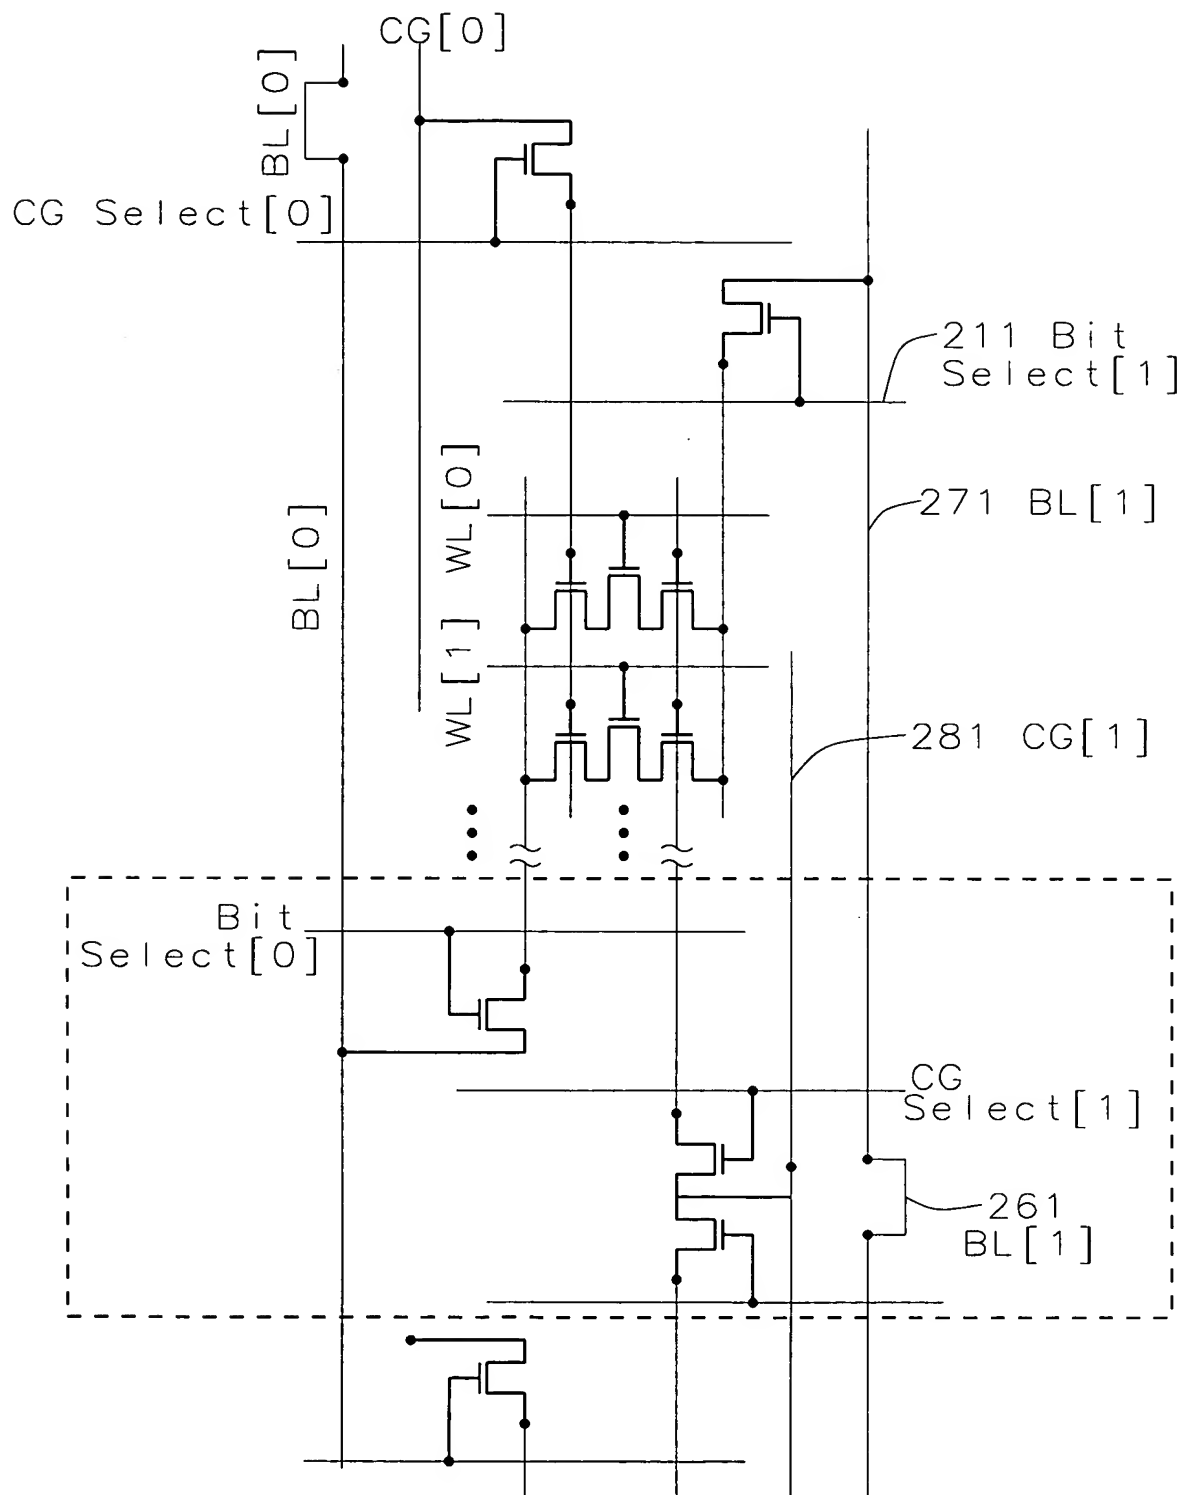 CG[0]
BL[0]
CG Select[0]
211 Bit
Select[1]
WL[0]
271 BL[1]
BL[0]
WL[1]
281 CG[1]
Bit
Select[0]
CG
Select[1]
261
BL[1]